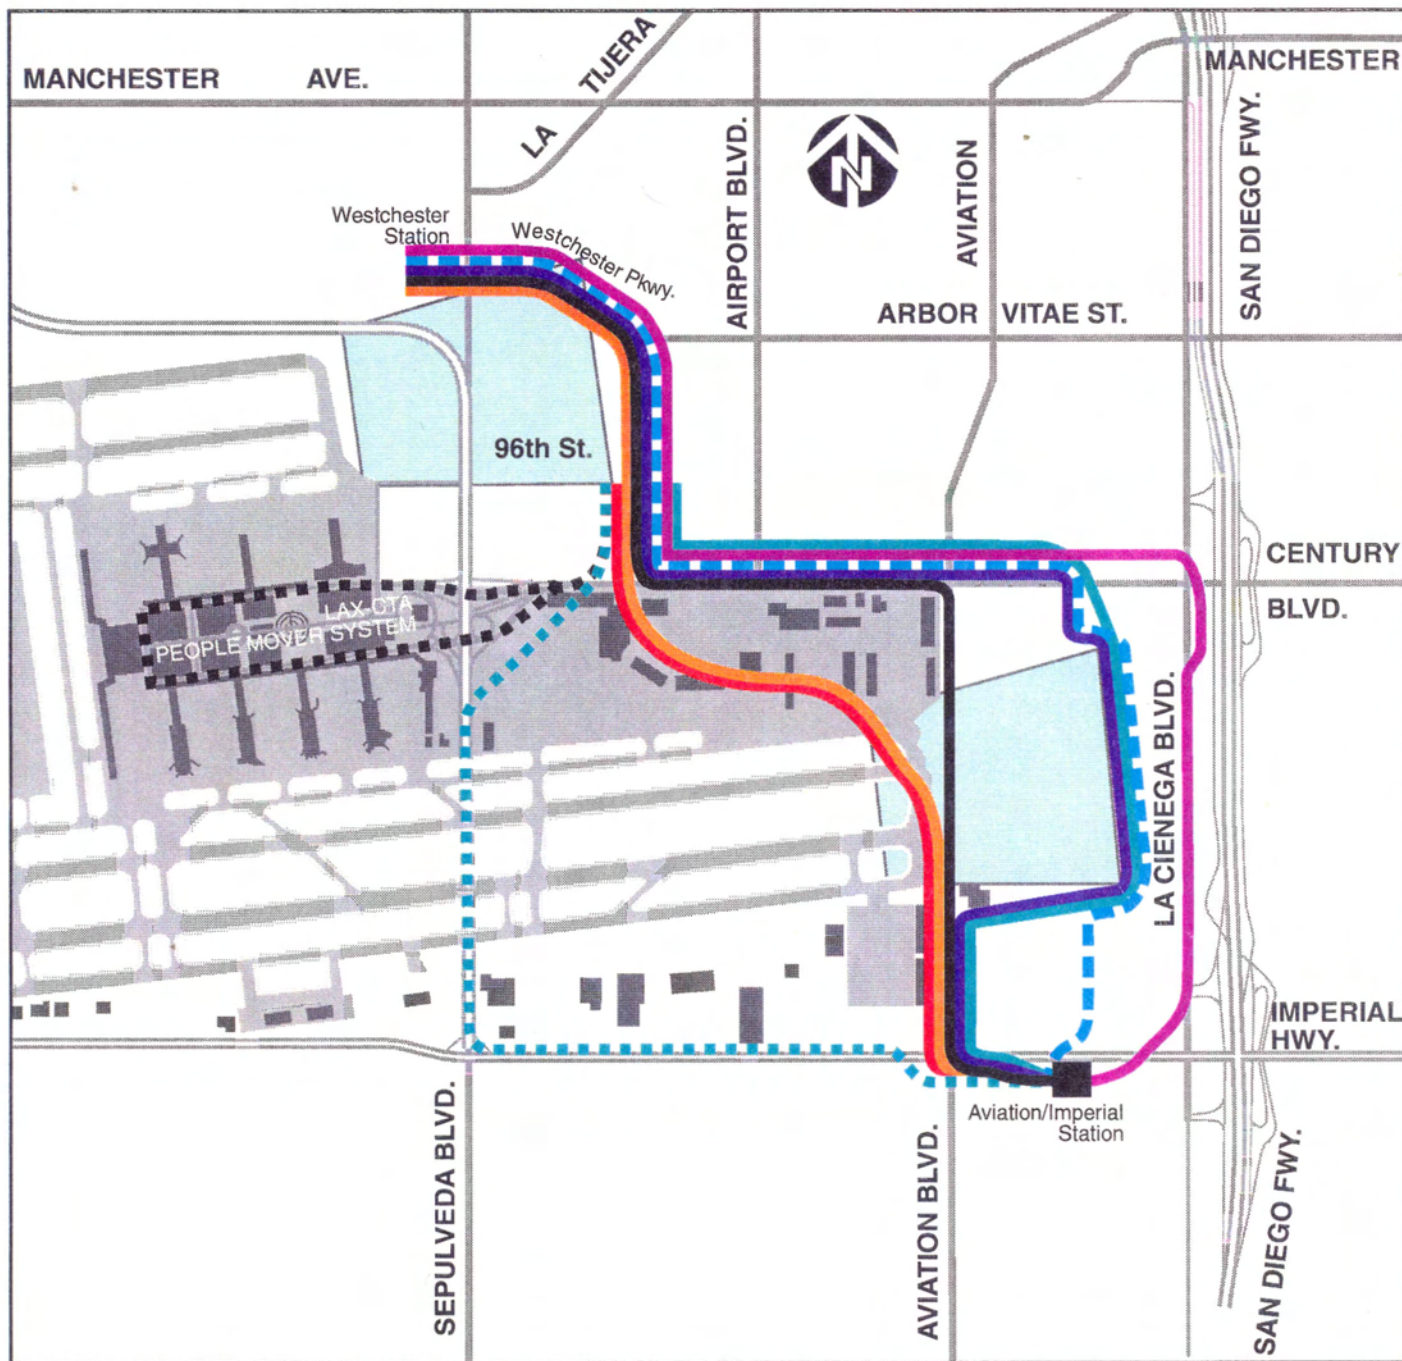 MANCHESTER AVE.
LA TIJERA
MANCHESTER
SAN DIEGO FWY.
AIRPORT BLVD.
N
AVIATION
Westchester
Station
Westchester Pkwy.
ARBOR VITAE ST.
96th St.
CENTURY
BLVD.
LAX-CTA
PEOPLE MOVER SYSTEM
LA CIENEGA BLVD.
IMPERIAL
HWY.
Aviation/Imperial
Station
SEPULVEDA BLVD.
AVIATION BLVD.
SAN DIEGO FWY.